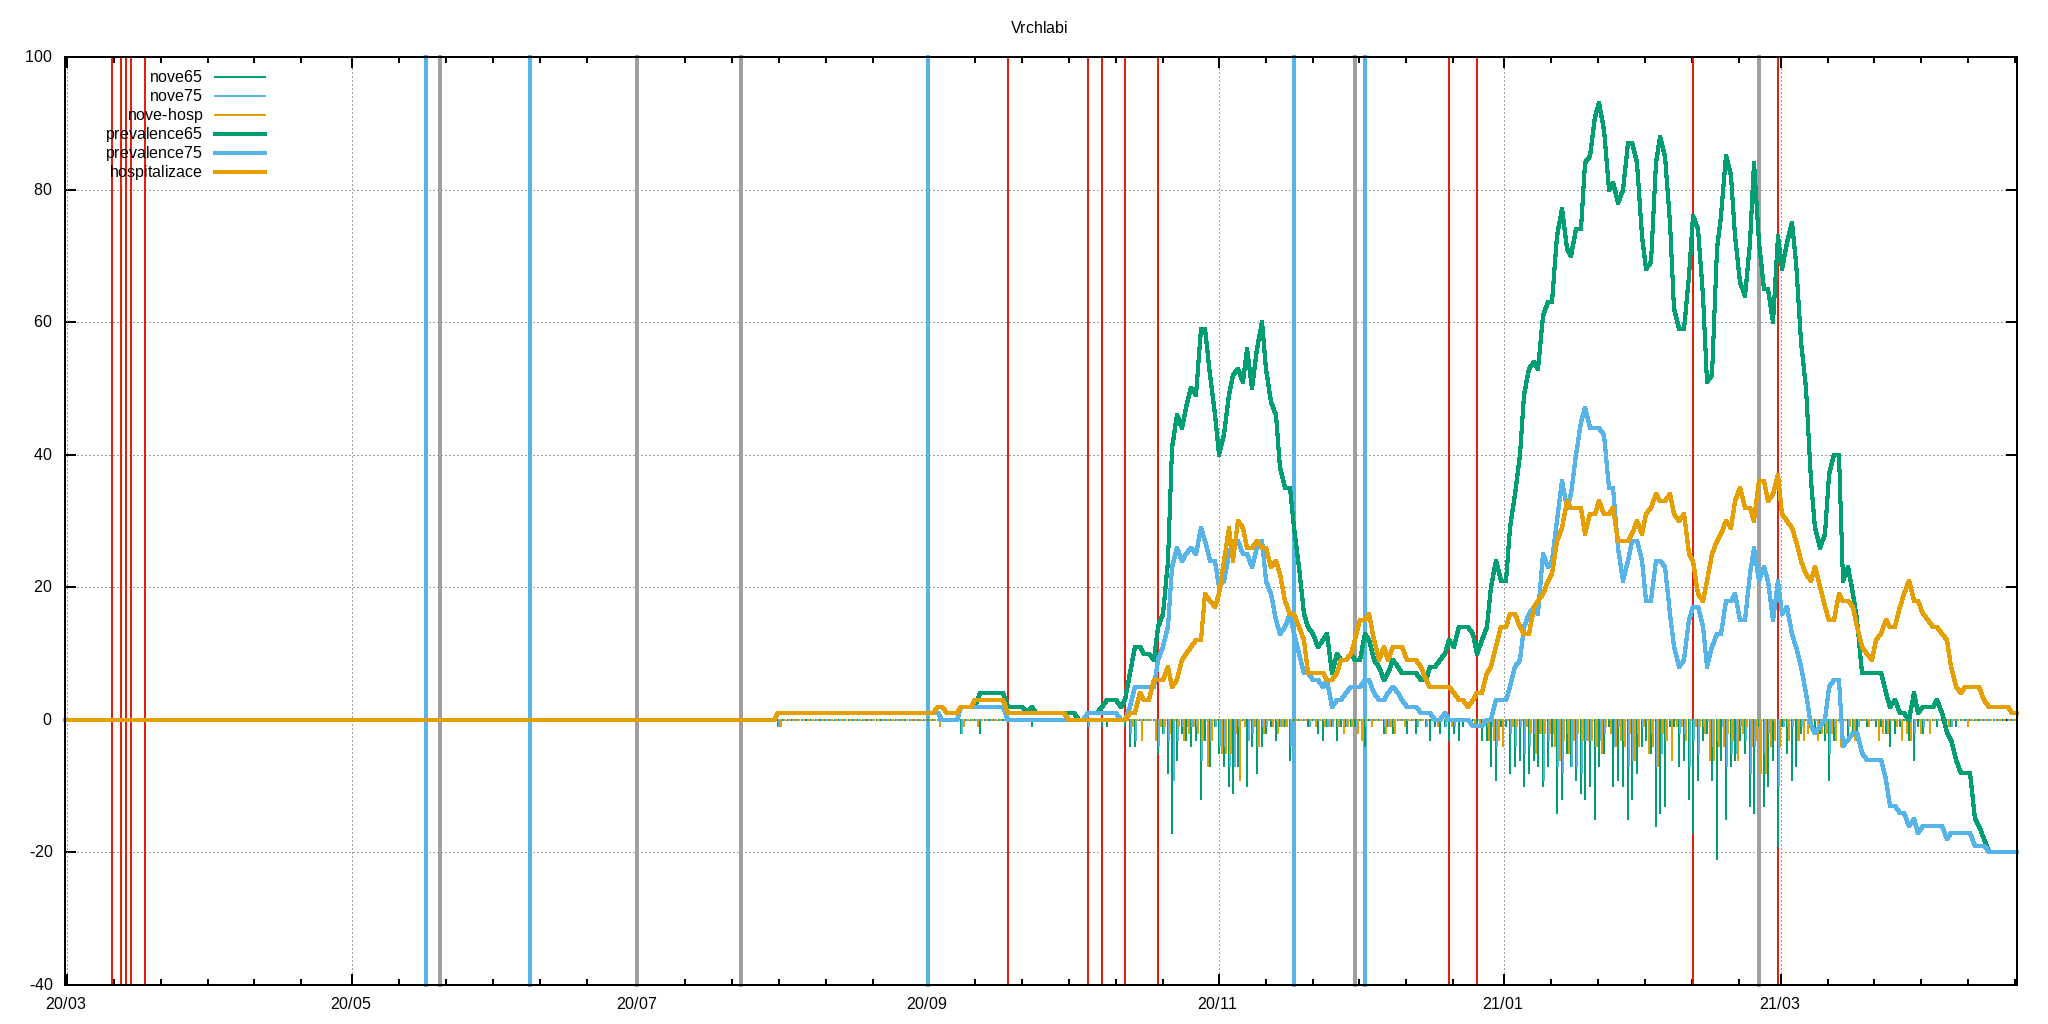 Vrchlabi
100
80
60
40
20
0
-20
-40
nove65
nove75
nove-hosp
prevalence65
prevalence75
hospitalizace
20/03 20/05 20/07 20/09 20/11 21/01 21/03